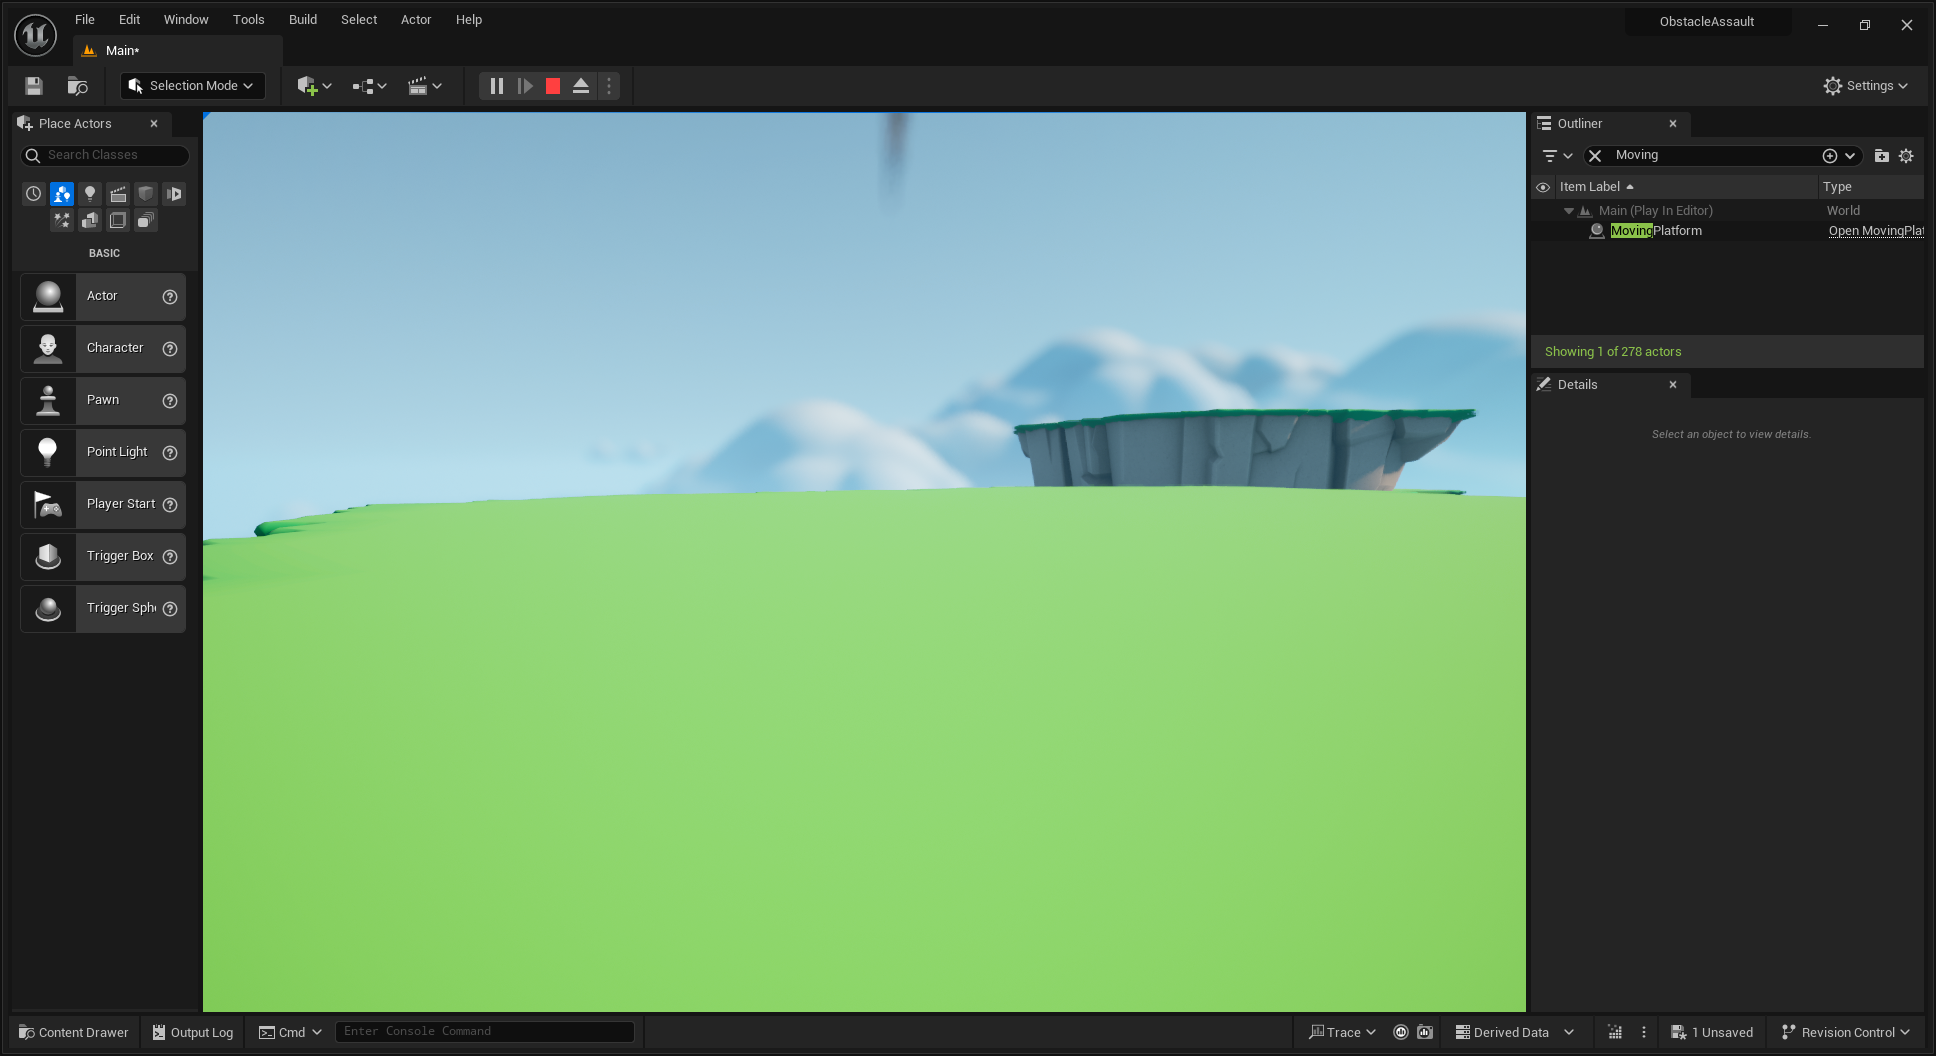 File Edit Window Tools Build Select Actor Help
ObstacleAssault
Main*
Selection Mode
Settings
Place Actors
Search Classes
BASIC
Actor
Character
Pawn
Point Light
Player Start
Trigger Box
Trigger Sph
Outliner
Moving
Item Label Type
Main (Play In Editor) World
MovingPlatform Open MovingPlat
Showing 1 of 278 actors
Details
Select an object to view details.
Content Drawer Output Log Cmd Enter Console Command Trace Derived Data 1 Unsaved Revision Control